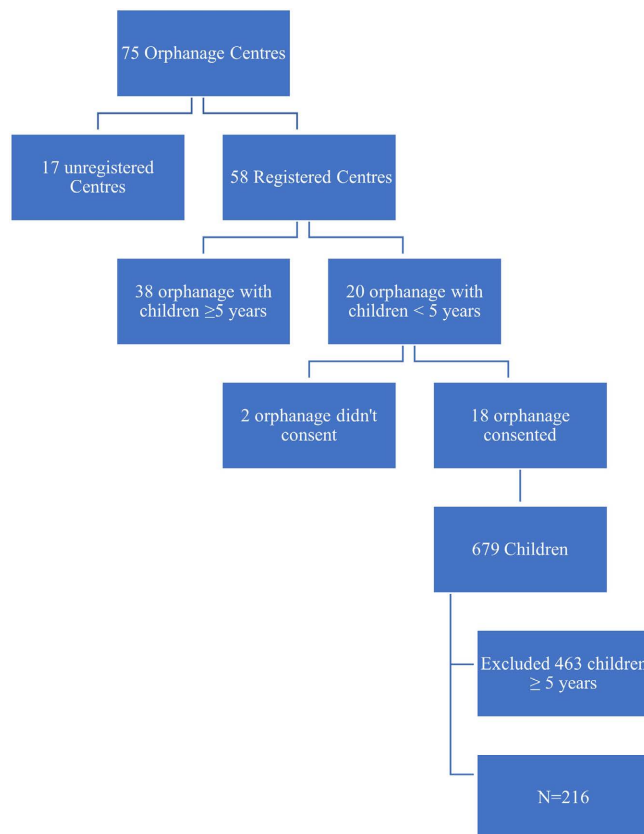 75 Orphanage Centres
17 unregistered
Centres
58 Registered Centres
38 orphanage with
children ≥5 years
20 orphanage with
children < 5 years
2 orphanage didn't
consent
18 orphanage
consented
679 Children
Excluded 463 children
≥ 5 years
N=216